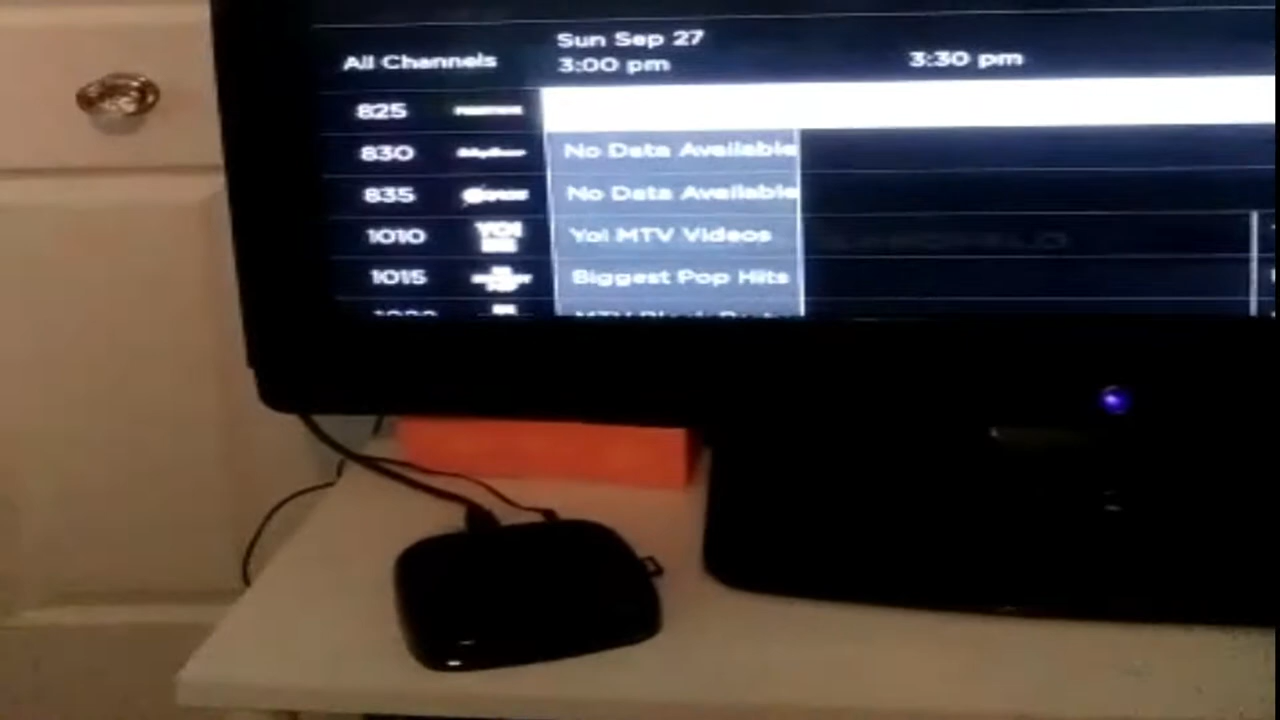 Sun Sep 27
All Channels 3:00 pm 3:30 pm
825
830 No Data Available
835 No Data Available
1010 YO! Yo! MTV Videos
1015 Biggest Pop Hits